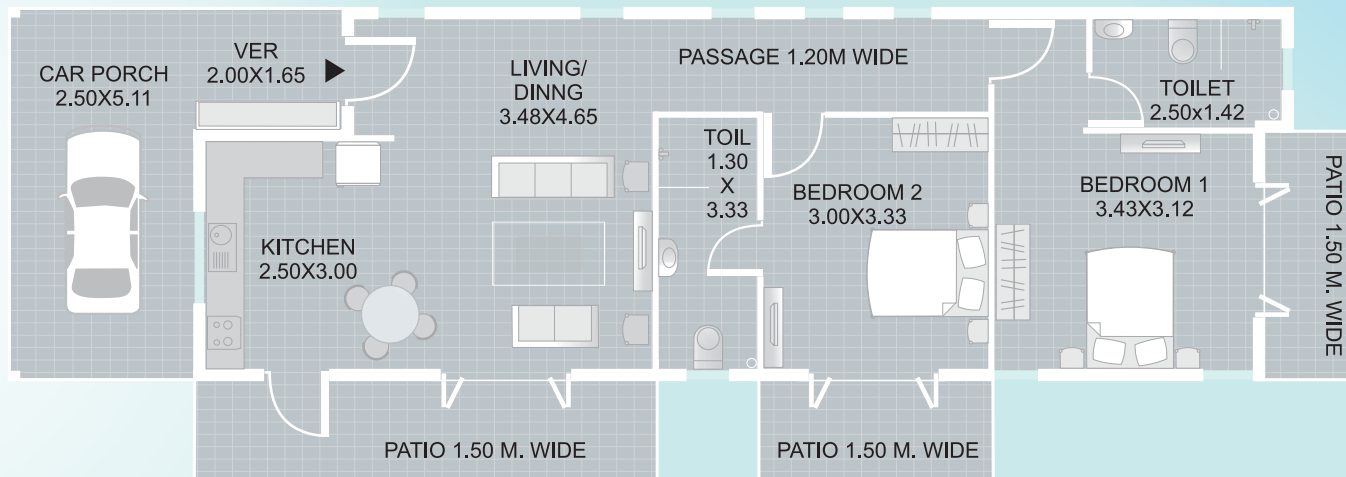 CAR PORCH
2.50X5.11
VER
2.00X1.65
LIVING/
DINNG
3.48X4.65
PASSAGE 1.20M WIDE
TOILET
2.50x1.42
TOIL
1.30
X
3.33
BEDROOM 2
3.00X3.33
BEDROOM 1
3.43X3.12
PATIO 1.50 M. WIDE
KITCHEN
2.50X3.00
PATIO 1.50 M. WIDE
PATIO 1.50 M. WIDE